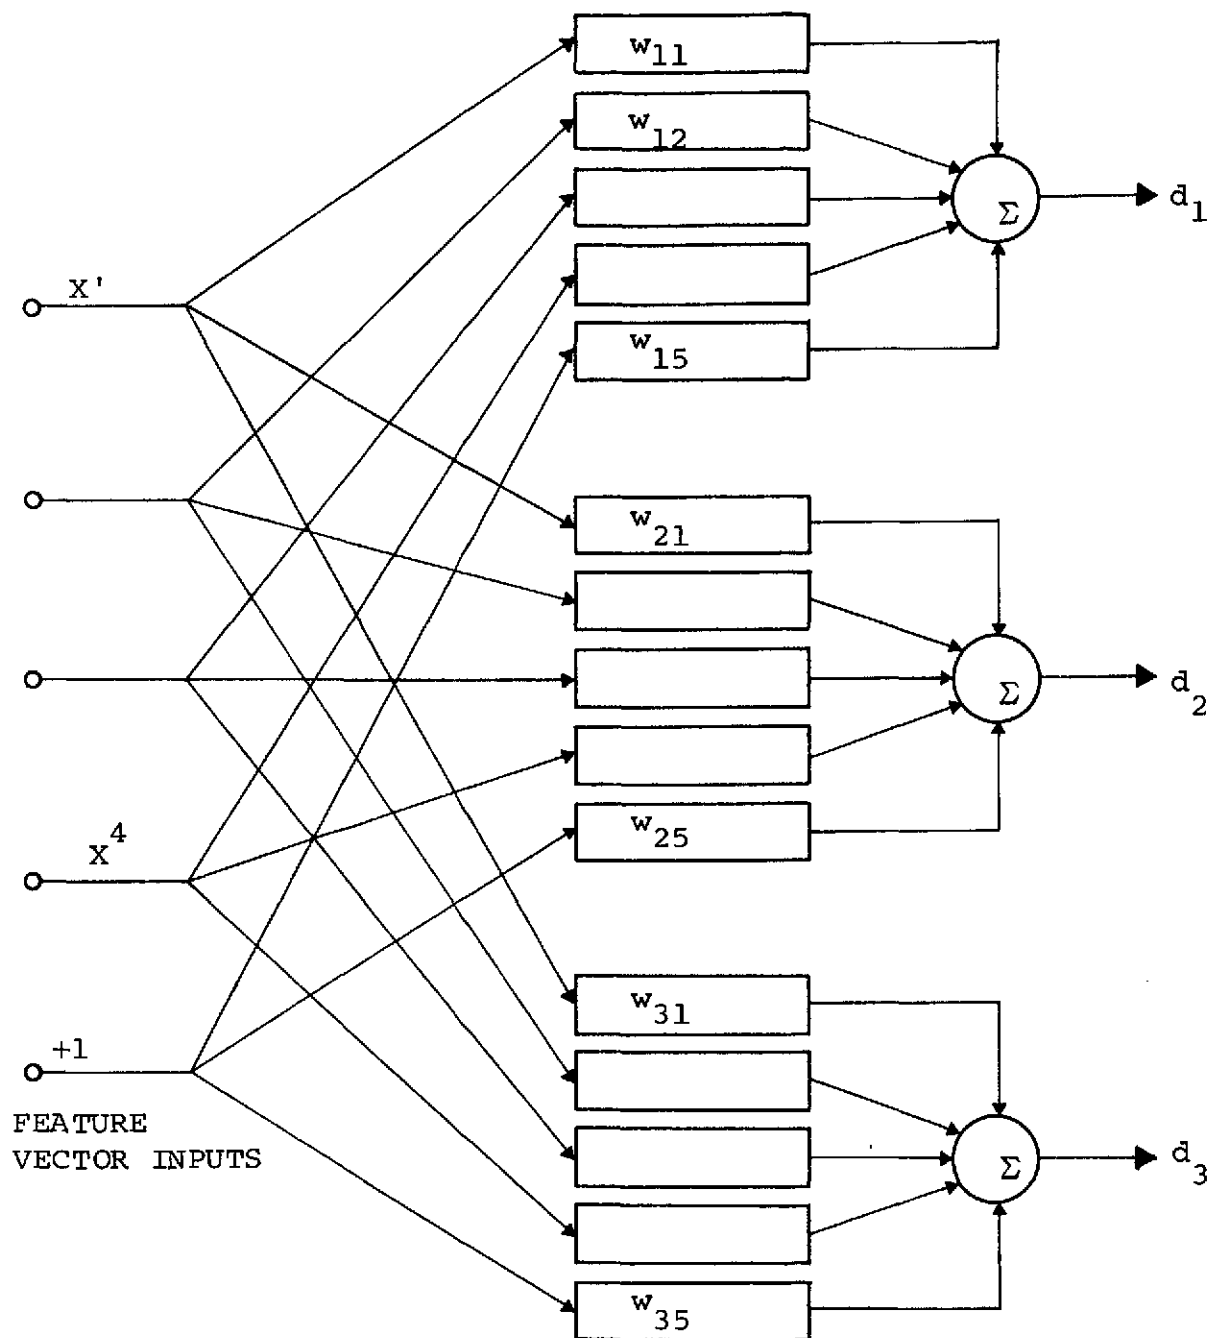 w11
w12
Σ
d1
X'
w15
w21
Σ
d2
X4
w25
w31
+1
FEATURE
VECTOR INPUTS
Σ
d3
w35